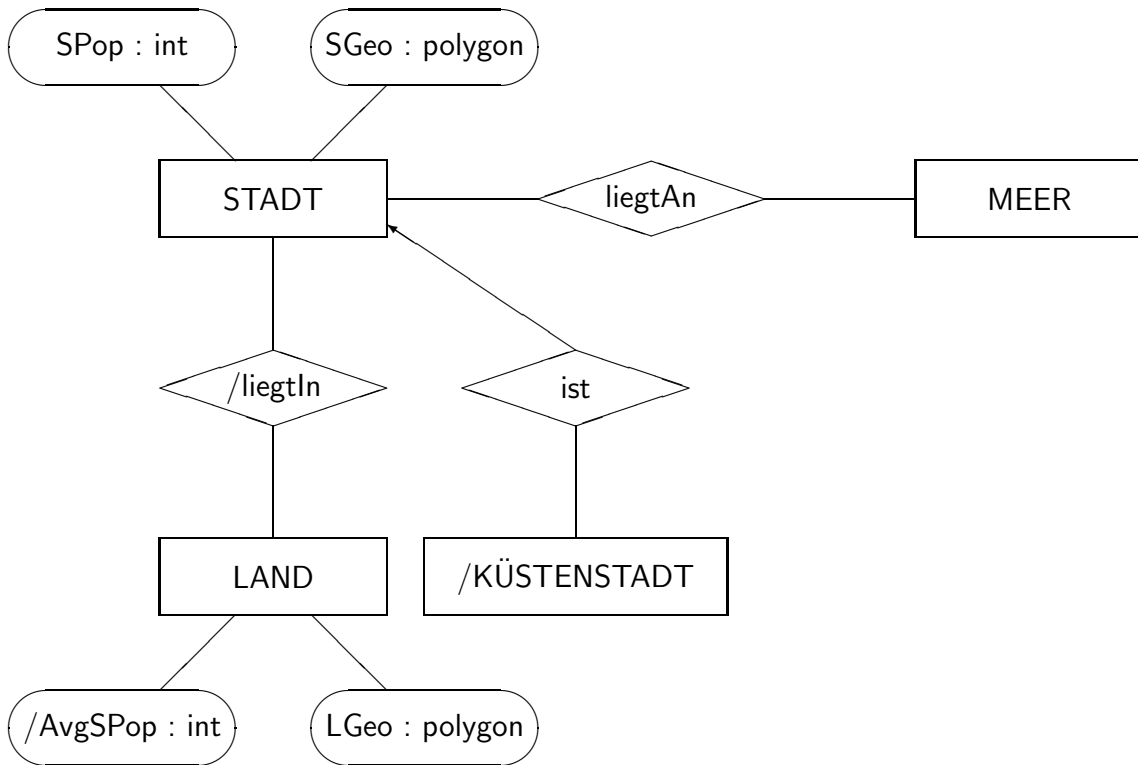 SPop : int
SGeo : polygon
STADT
liegtAn
MEER
/liegtIn
ist
LAND
/KÜSTENSTADT
/AvgSPop : int
LGeo : polygon